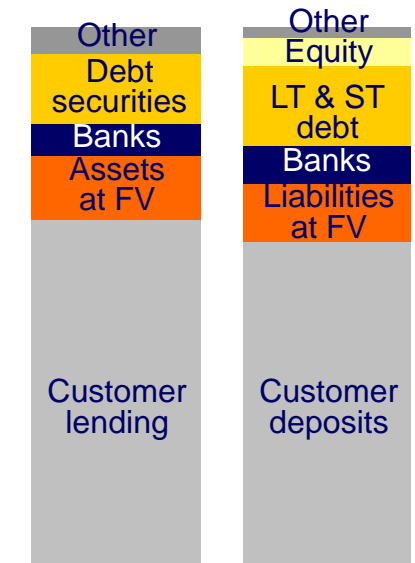 Other
Debt
securities
Banks
Assets
at FV
Customer
lending
Other
Equity
LT & ST
debt
Banks
Liabilities
at FV
Customer
deposits